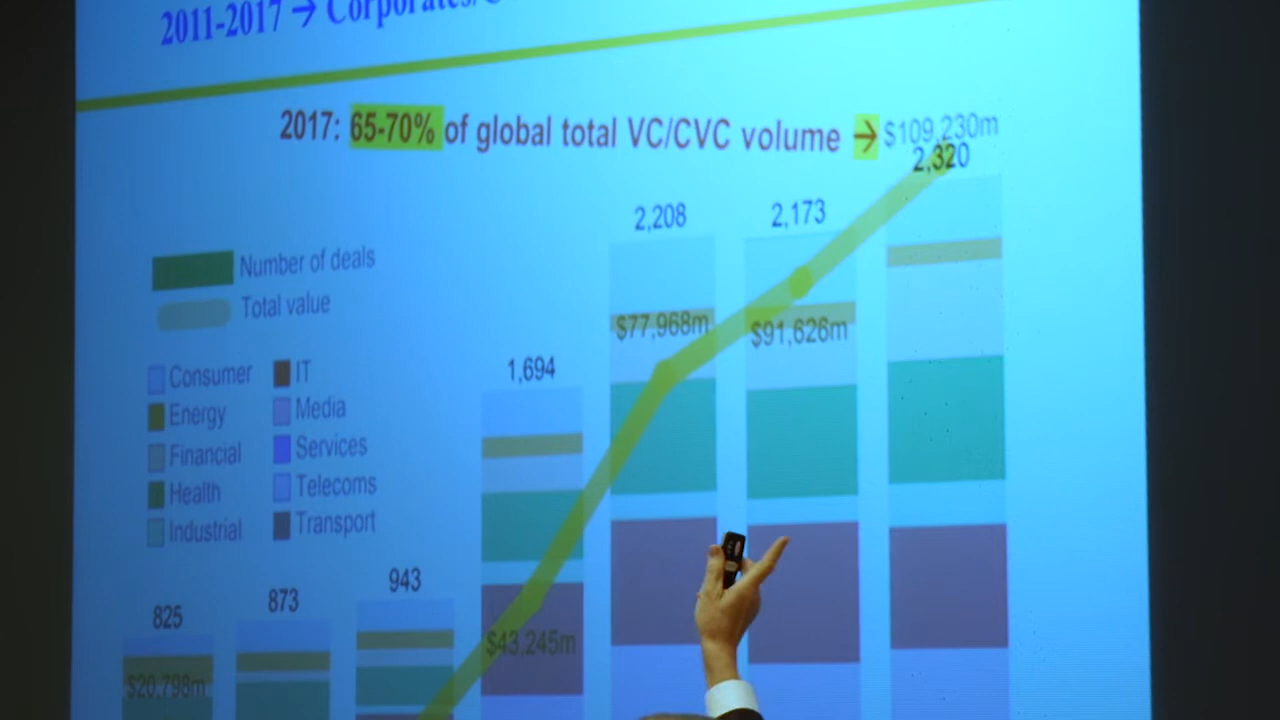 2011-2017 → Corporates/
2017: 65-70% of global total VC/CVC volume → $109,230m
2,320
2,208
2,173
Number of deals
Total value
$77,968m
$91,626m
1,694
Consumer
IT
Energy
Media
Financial
Services
Health
Telecoms
Industrial
Transport
943
873
825
$43,245m
$20,798m